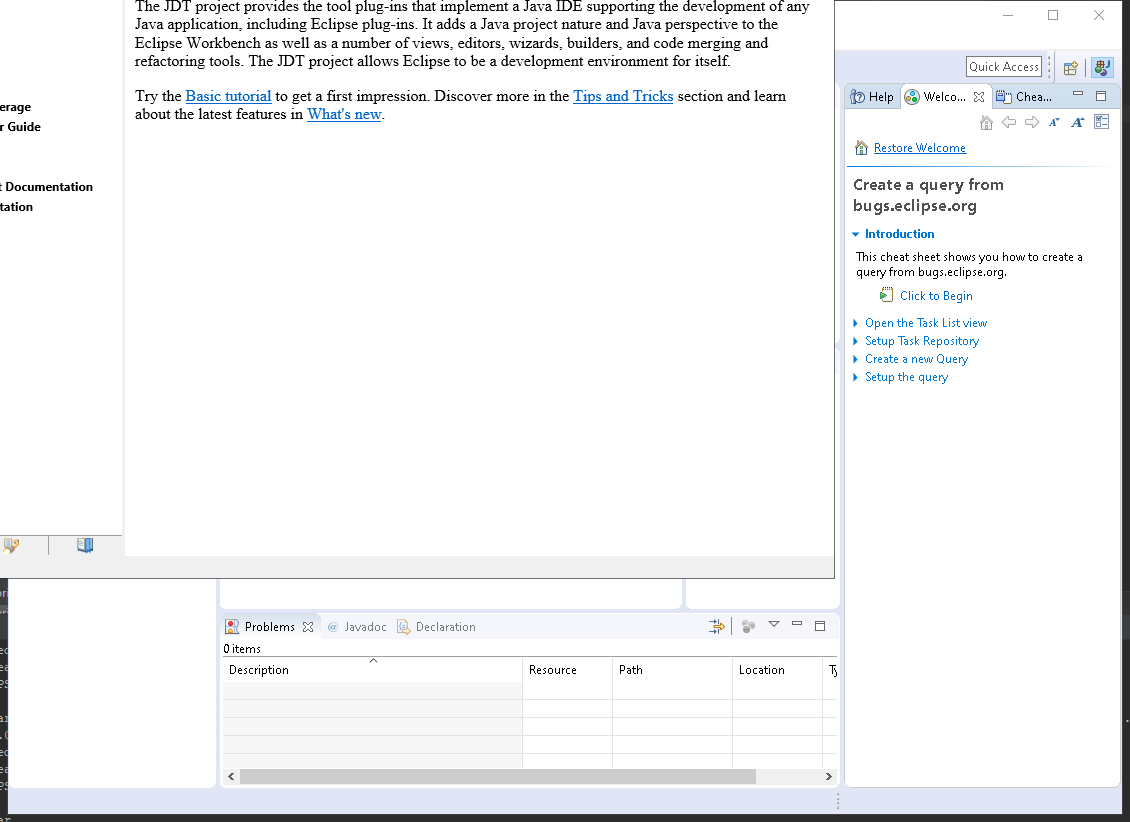 The JDT project provides the tool plug-ins that implement a Java IDE supporting the development of any
Java application, including Eclipse plug-ins. It adds a Java project nature and Java perspective to the
Eclipse Workbench as well as a number of views, editors, wizards, builders, and code merging and
refactoring tools. The JDT project allows Eclipse to be a development environment for itself.
Try the Basic tutorial to get a first impression. Discover more in the Tips and Tricks section and learn
about the latest features in What's new.
erage
r Guide
t Documentation
tation
Quick Access
Help
Welco...
Chea...
Restore Welcome
Create a query from
bugs.eclipse.org
Introduction
This cheat sheet shows you how to create a
query from bugs.eclipse.org.
Click to Begin
Open the Task List view
Setup Task Repository
Create a new Query
Setup the query
Problems
@ Javadoc
Declaration
0 items
Description
Resource
Path
Location
Ty